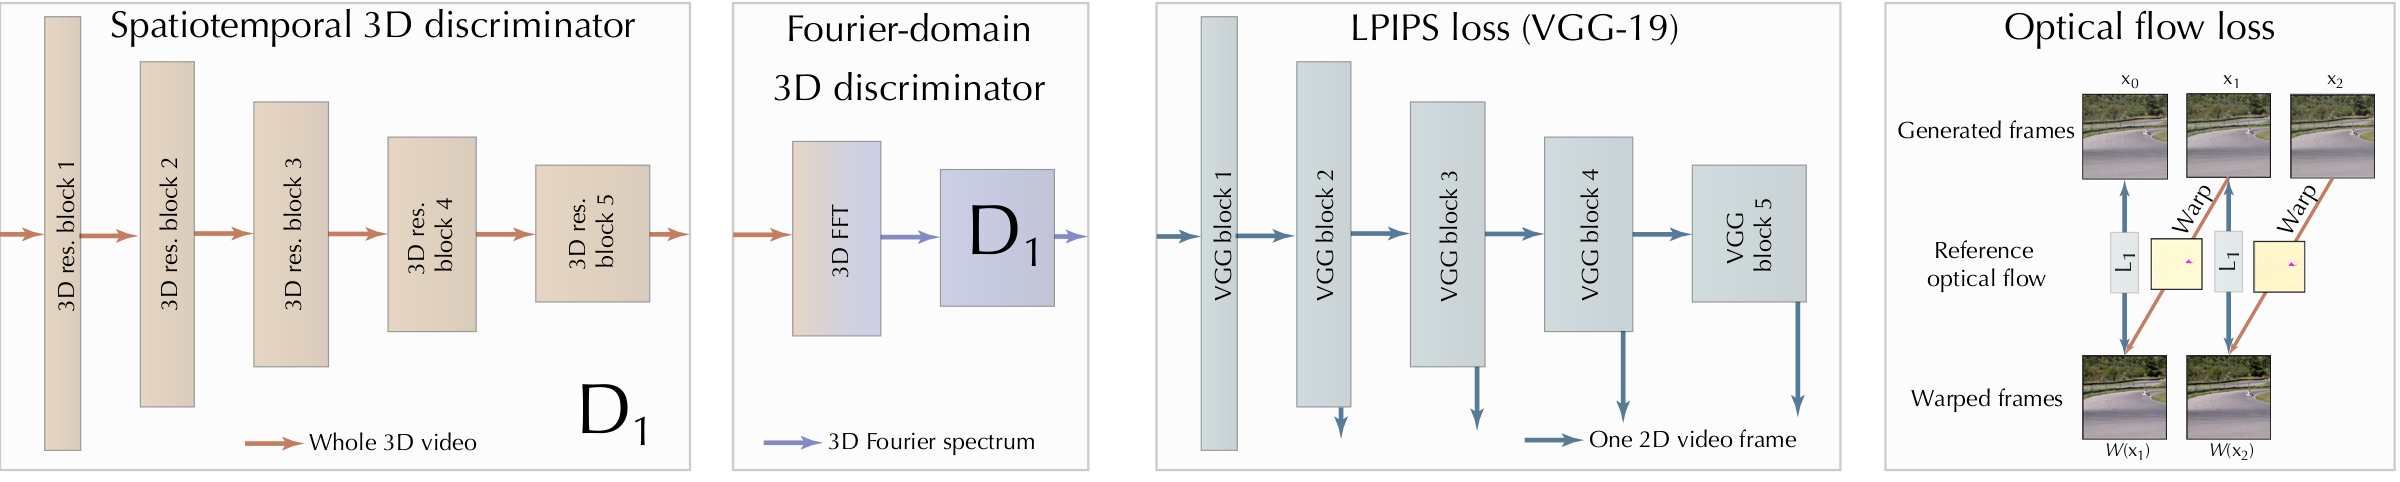 Spatiotemporal 3D discriminator
3D res. block 1
3D res. block 2
3D res. block 3
3D res.
block 4
3D res.
block 5
D1
Whole 3D video
Fourier-domain
3D discriminator
3D FFT
D1
3D Fourier spectrum
LPIPS loss (VGG-19)
VGG block 1
VGG block 2
VGG block 3
VGG block 4
VGG
block 5
One 2D video frame
Optical flow loss
x0
x1
x2
Generated frames
Warp
Warp
Reference
optical flow
L1
L1
Warped frames
W(x1)
W(x2)